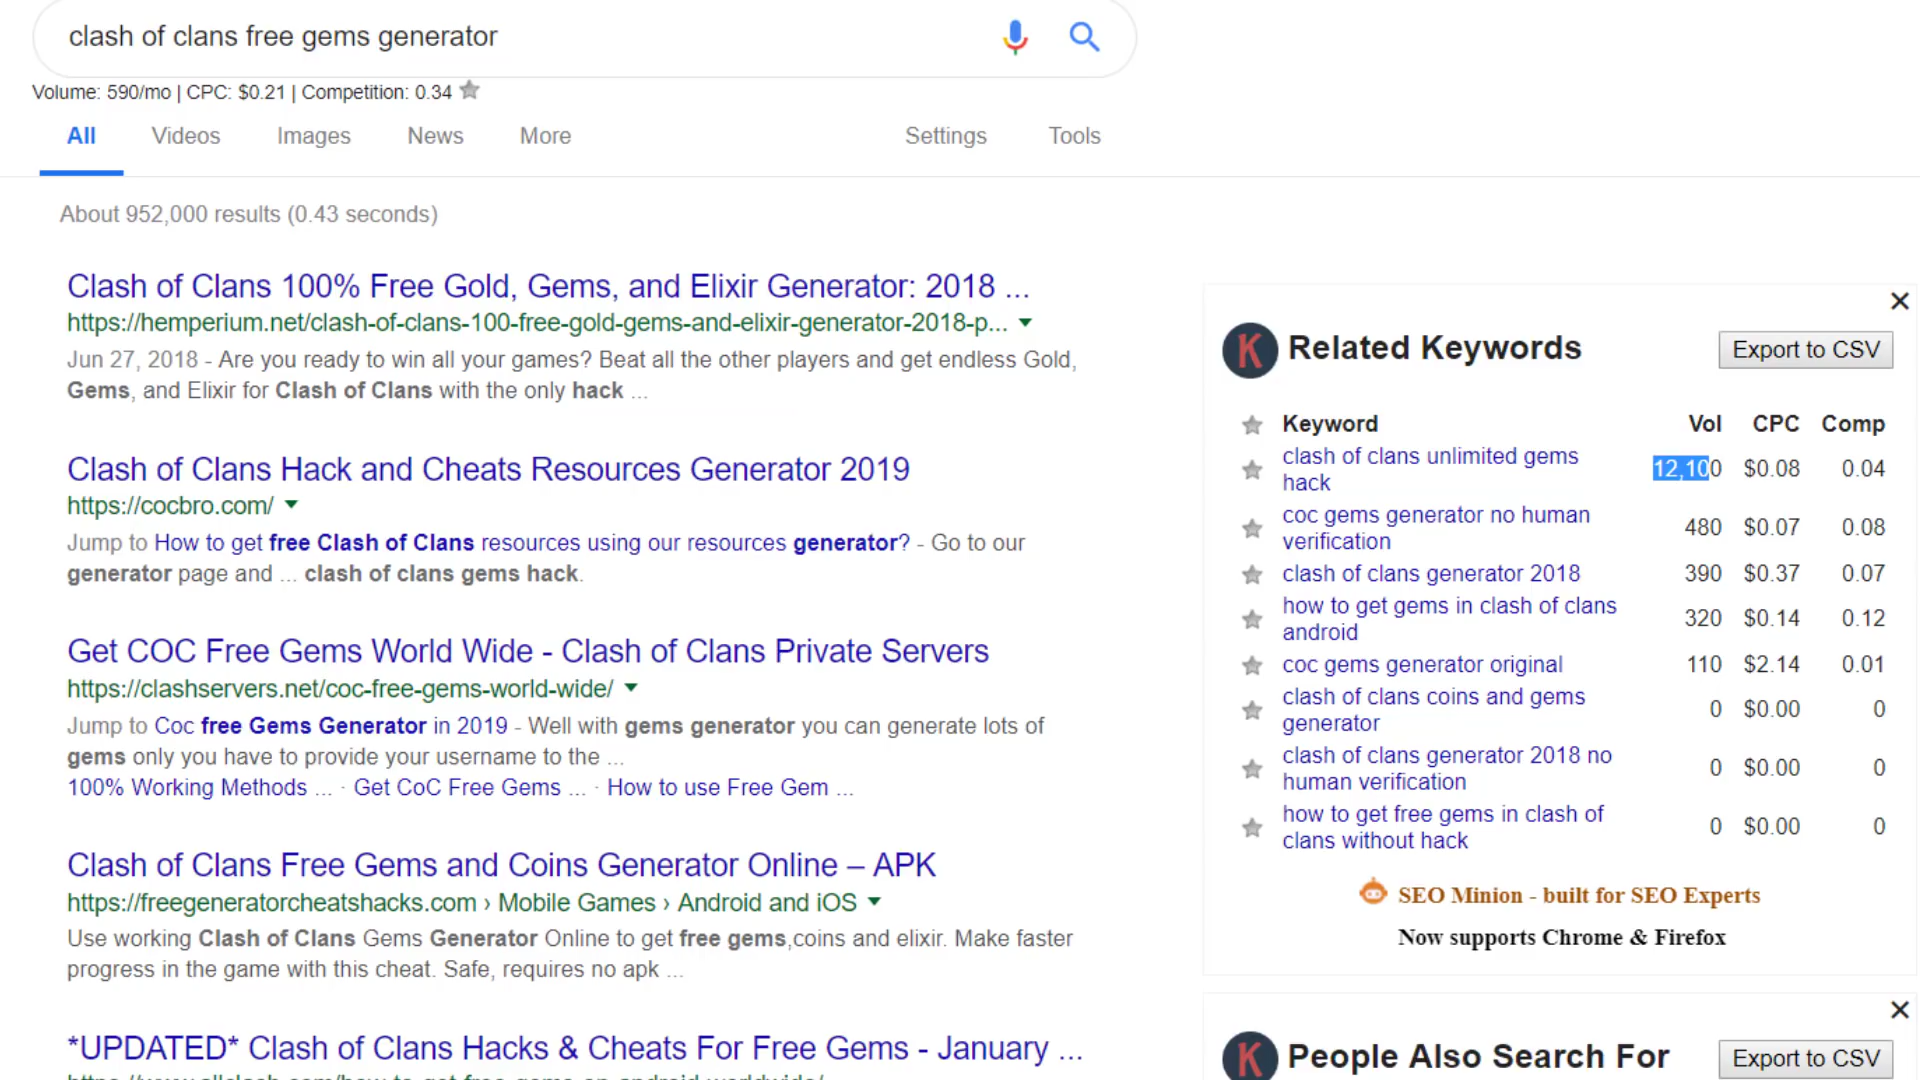 clash of clans free gems generator
Volume: 590/mo | CPC: $0.21 | Competition: 0.34
All Videos Images News More Settings Tools
About 952,000 results (0.43 seconds)
Clash of Clans 100% Free Gold, Gems, and Elixir Generator: 2018 ...
https://hemperium.net/clash-of-clans-100-free-gold-gems-and-elixir-generator-2018-p...
Jun 27, 2018 - Are you ready to win all your games? Beat all the other players and get endless Gold,
Gems, and Elixir for Clash of Clans with the only hack ...
Clash of Clans Hack and Cheats Resources Generator 2019
https://cocbro.com/
Jump to How to get free Clash of Clans resources using our resources generator? - Go to our
generator page and ... clash of clans gems hack.
Get COC Free Gems World Wide - Clash of Clans Private Servers
https://clashservers.net/coc-free-gems-world-wide/
Jump to Coc free Gems Generator in 2019 - Well with gems generator you can generate lots of
gems only you have to provide your username to the ...
100% Working Methods ... · Get CoC Free Gems ... · How to use Free Gem ...
Clash of Clans Free Gems and Coins Generator Online – APK
https://freegeneratorcheatshacks.com › Mobile Games › Android and iOS
Use working Clash of Clans Gems Generator Online to get free gems,coins and elixir. Make faster
progress in the game with this cheat. Safe, requires no apk ...
*UPDATED* Clash of Clans Hacks & Cheats For Free Gems - January ...
K Related Keywords Export to CSV
Keyword Vol CPC Comp
clash of clans unlimited gems
hack 12,100 $0.08 0.04
coc gems generator no human
verification 480 $0.07 0.08
clash of clans generator 2018 390 $0.37 0.07
how to get gems in clash of clans
android 320 $0.14 0.12
coc gems generator original 110 $2.14 0.01
clash of clans coins and gems
generator 0 $0.00 0
clash of clans generator 2018 no
human verification 0 $0.00 0
how to get free gems in clash of
clans without hack 0 $0.00 0
SEO Minion - built for SEO Experts
Now supports Chrome & Firefox
K People Also Search For Export to CSV